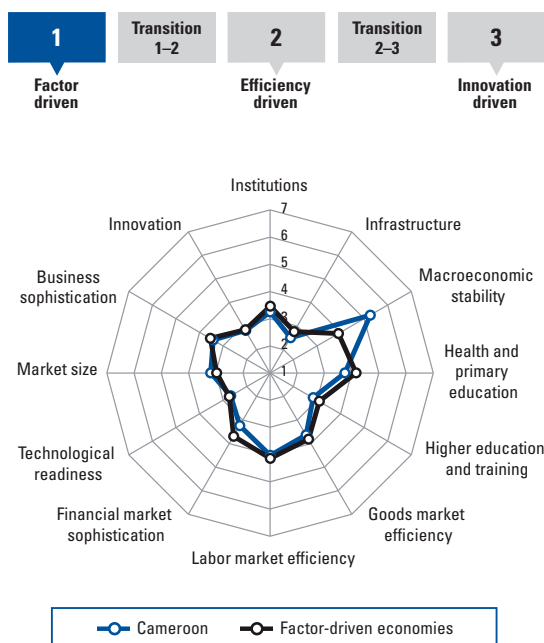 1
Transition
1–2
2
Transition
2–3
3
Factor
driven
Efficiency
driven
Innovation
driven
Institutions
7
6
5
4
3
2
1
Infrastructure
Macroeconomic
stability
Health and
primary
education
Higher education
and training
Goods market
efficiency
Labor market efficiency
Financial market
sophistication
Technological
readiness
Market size
Business
sophistication
Innovation
Cameroon
Factor-driven economies